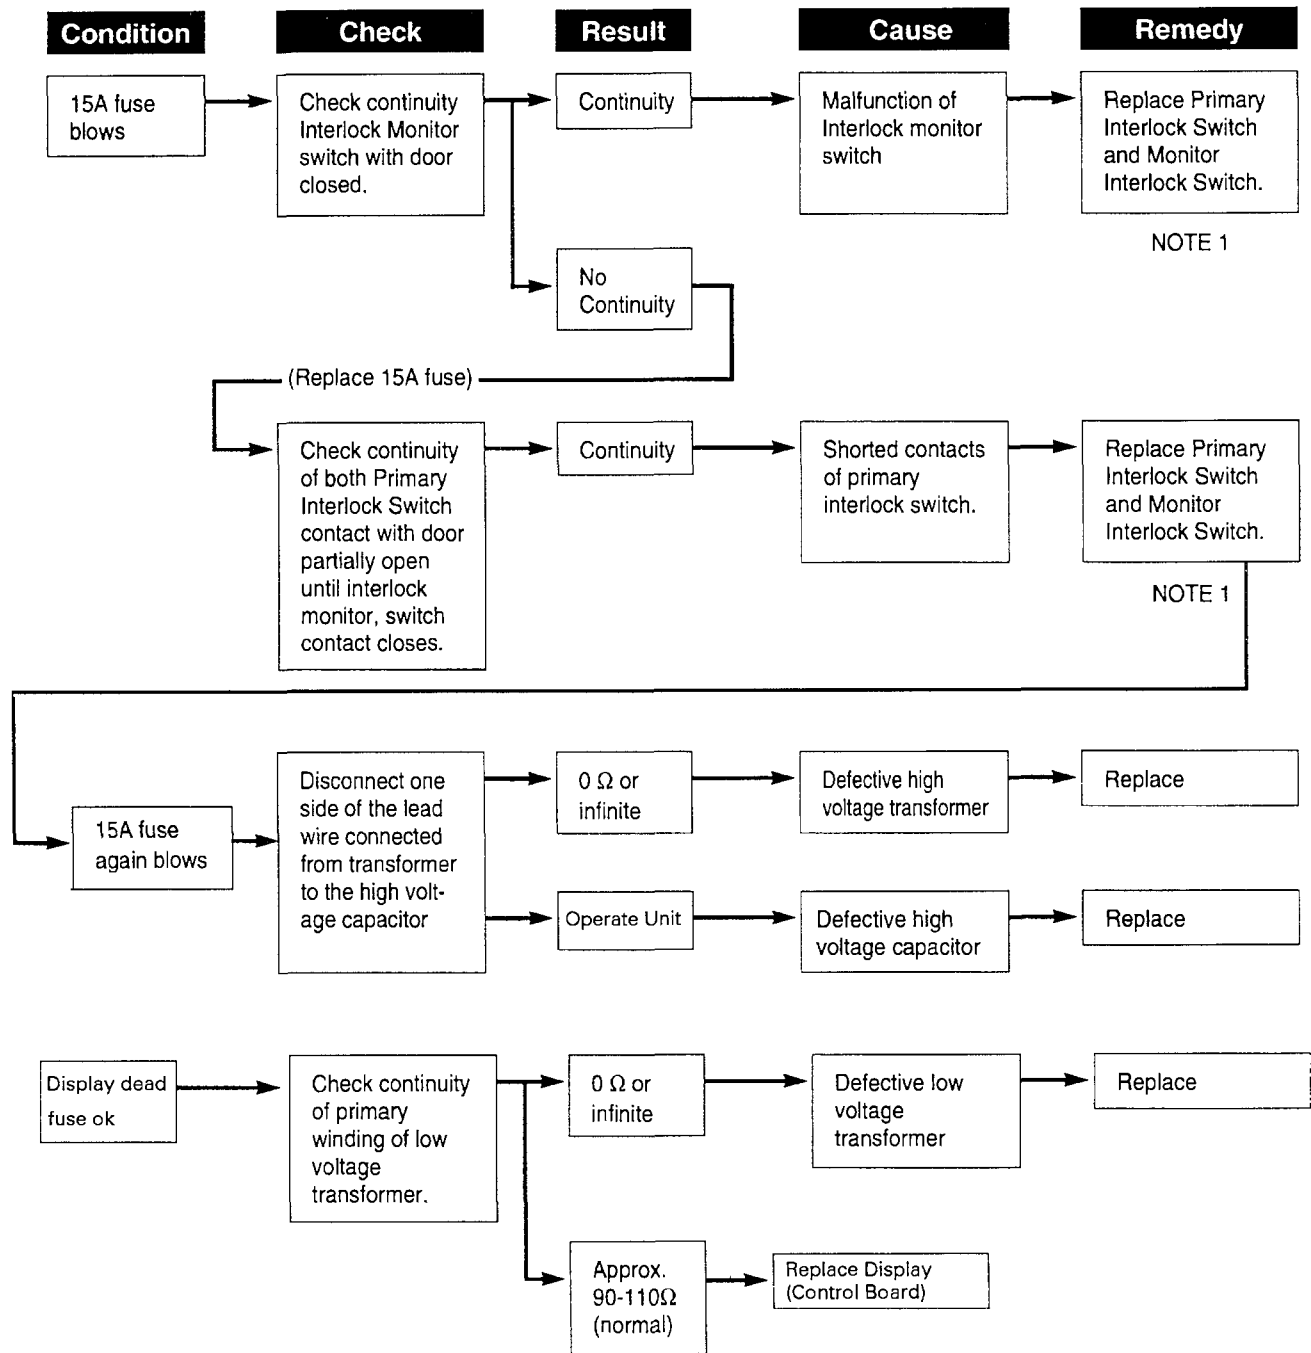 Condition
Check
Result
Cause
Remedy
15A fuse
blows
Check continuity
Interlock Monitor
switch with door
closed.
Continuity
Malfunction of
Interlock monitor
switch
Replace Primary
Interlock Switch
and Monitor
Interlock Switch.
NOTE 1
No
Continuity
(Replace 15A fuse)
Check continuity
of both Primary
Interlock Switch
contact with door
partially open
until interlock
monitor, switch
contact closes.
Continuity
Shorted contacts
of primary
interlock switch.
Replace Primary
Interlock Switch
and Monitor
Interlock Switch.
NOTE 1
15A fuse
again blows
Disconnect one
side of the lead
wire connected
from transformer
to the high volt-
age capacitor
0 Ω or
infinite
Defective high
voltage transformer
Replace
Operate Unit
Defective high
voltage capacitor
Replace
Display dead
fuse ok
Check continuity
of primary
winding of low
voltage
transformer.
0 Ω or
infinite
Defective low
voltage
transformer
Replace
Approx.
90-110Ω
(normal)
Replace Display
(Control Board)